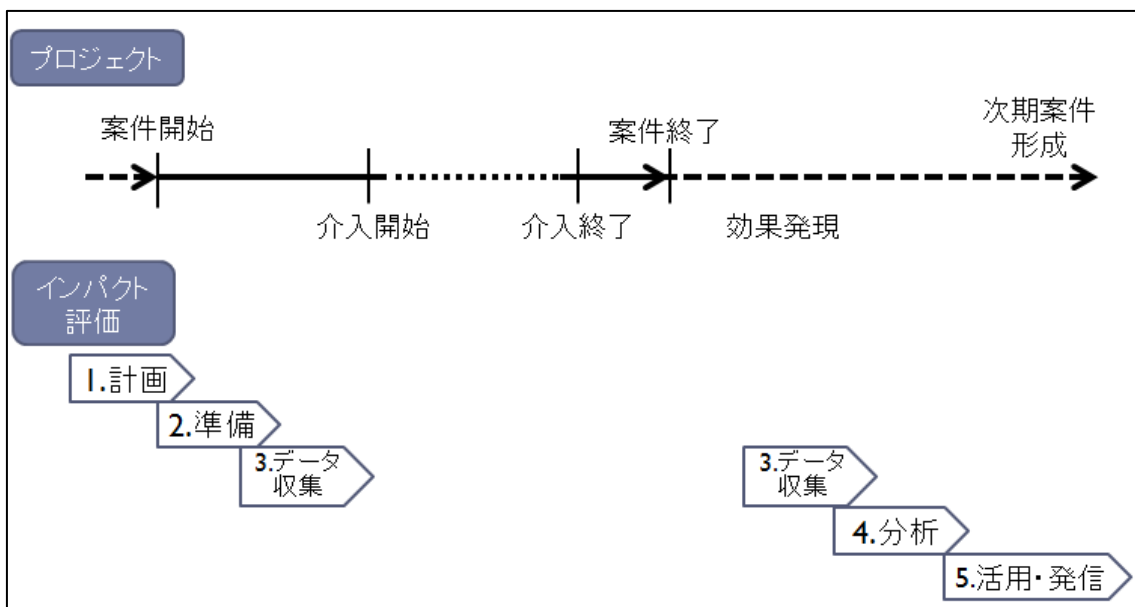 プロジェクト
案件開始
案件終了
次期案件
形成
介入開始
介入終了
効果発現
インパクト
評価
1.計画
2.準備
3.データ
収集
3.データ
収集
4.分析
5.活用・発信